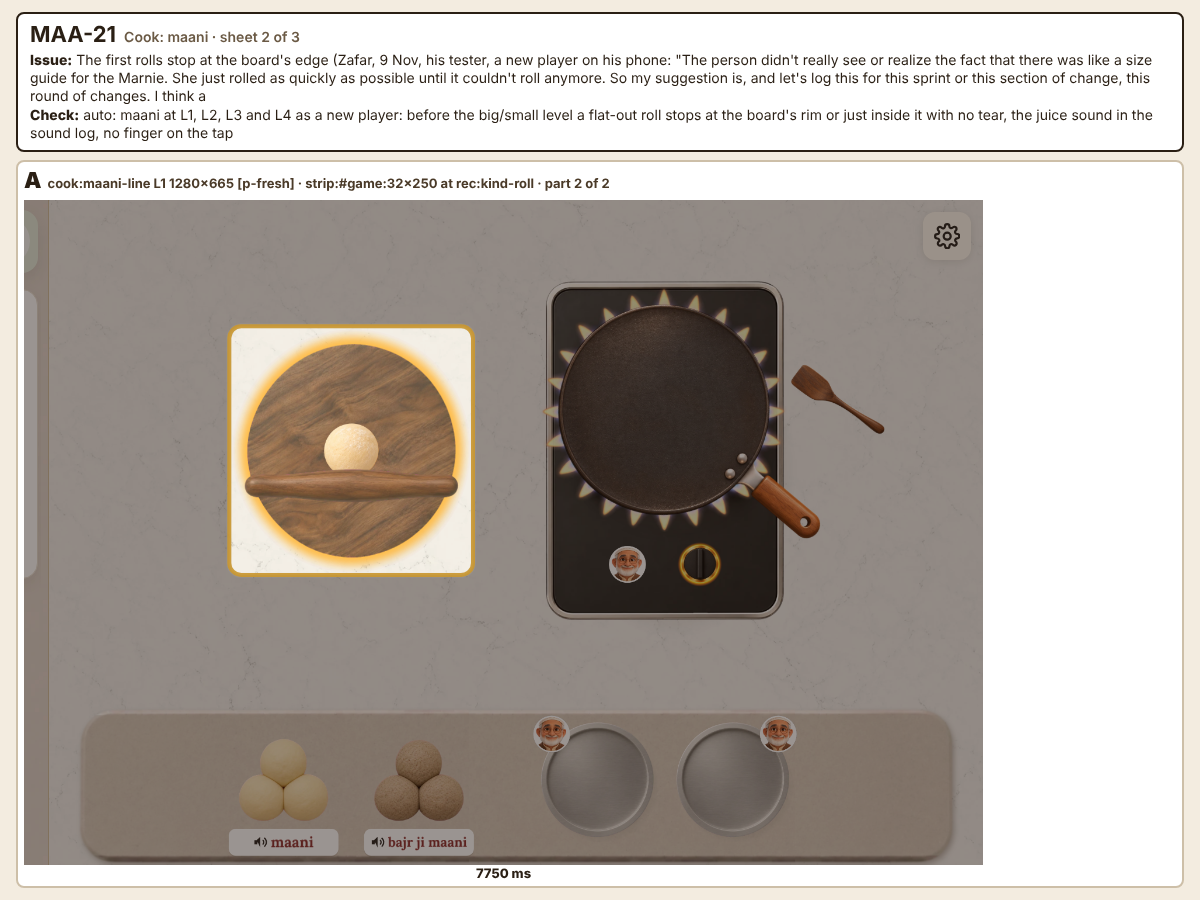 MAA-21 Cook: maani · sheet 2 of 3
Issue: The first rolls stop at the board's edge (Zafar, 9 Nov, his tester, a new player on his phone: "The person didn't really see or realize the fact that there was like a size
guide for the Marnie. She just rolled as quickly as possible until it couldn't roll anymore. So my suggestion is, and let's log this for this sprint or this section of change, this
round of changes. I think a
Check: auto: maani at L1, L2, L3 and L4 as a new player: before the big/small level a flat-out roll stops at the board's rim or just inside it with no tear, the juice sound in the
sound log, no finger on the tap
A cook:maani-line L1 1280×665 [p-fresh] · strip:#game:32×250 at rec:kind-roll · part 2 of 2
maani
bajr ji maani
7750 ms